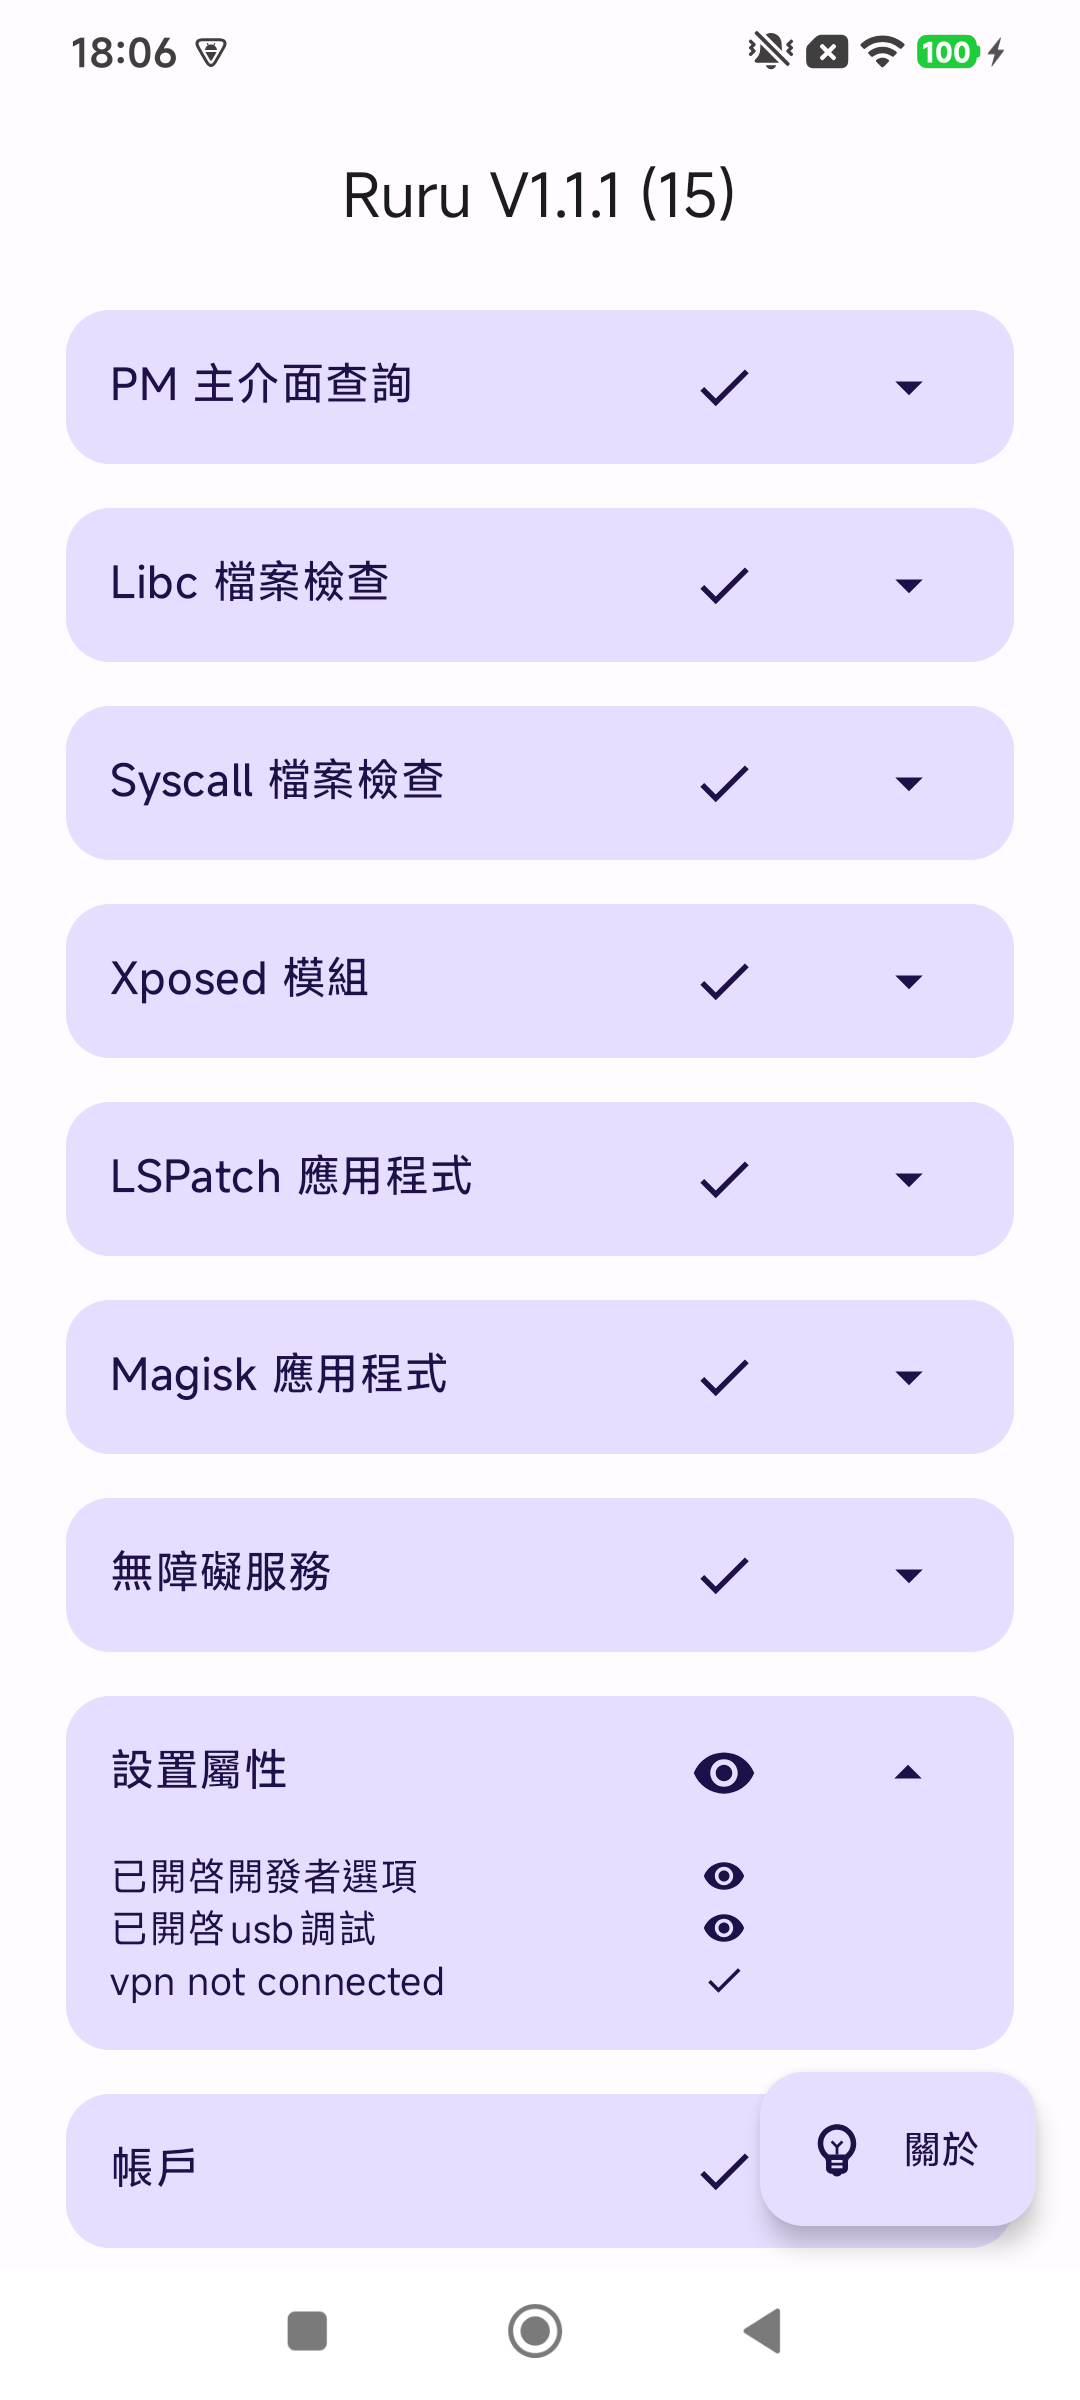 18:06
100
Ruru V1.1.1 (15)
PM 主介面查詢
Libc 檔案檢查
Syscall 檔案檢查
Xposed 模組
LSPatch 應用程式
Magisk 應用程式
無障礙服務
設置屬性
已開啓開發者選項
已開啓usb調試
vpn not connected
帳戶
關於